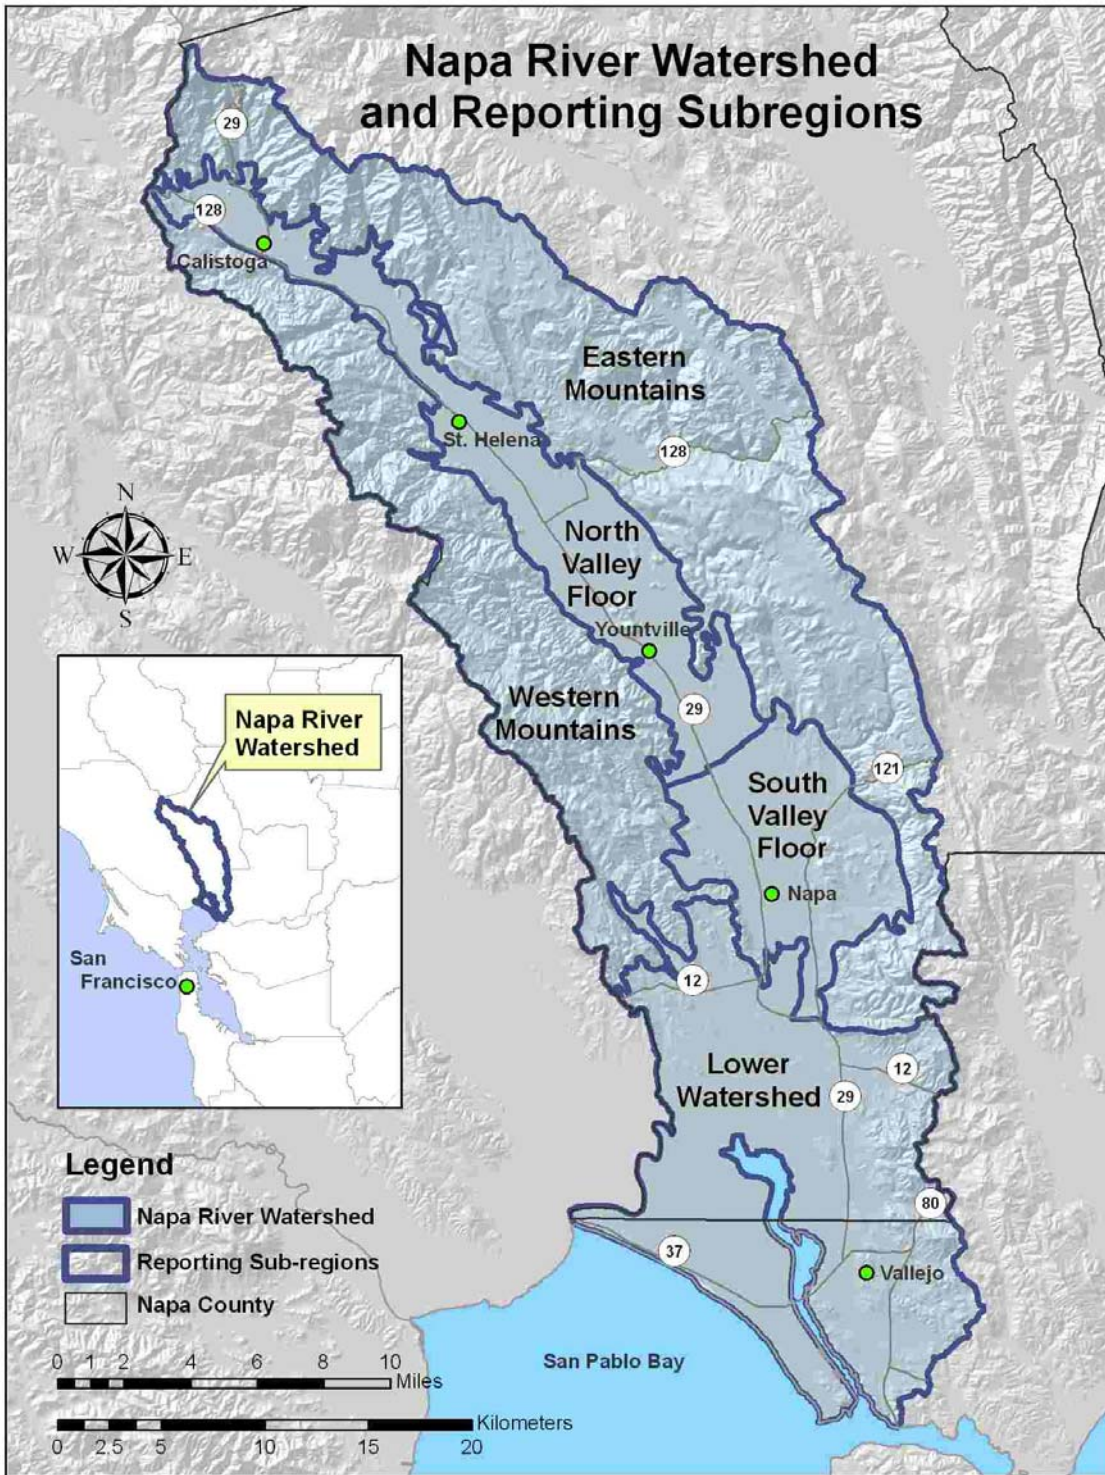 Napa River Watershed
and Reporting Subregions
29
128
Calistoga
Eastern
Mountains
St. Helena
128
N
W E
S
North
Valley
Floor
Yountville
Western
Mountains
29
121
South
Valley
Floor
Napa
Napa River
Watershed
San
Francisco
12
Lower
Watershed
12
29
80
37
Vallejo
San Pablo Bay
Legend
Napa River Watershed
Reporting Sub-regions
Napa County
0 1 2 4 6 8 10
Miles
Kilometers
0 2.5 5 10 15 20